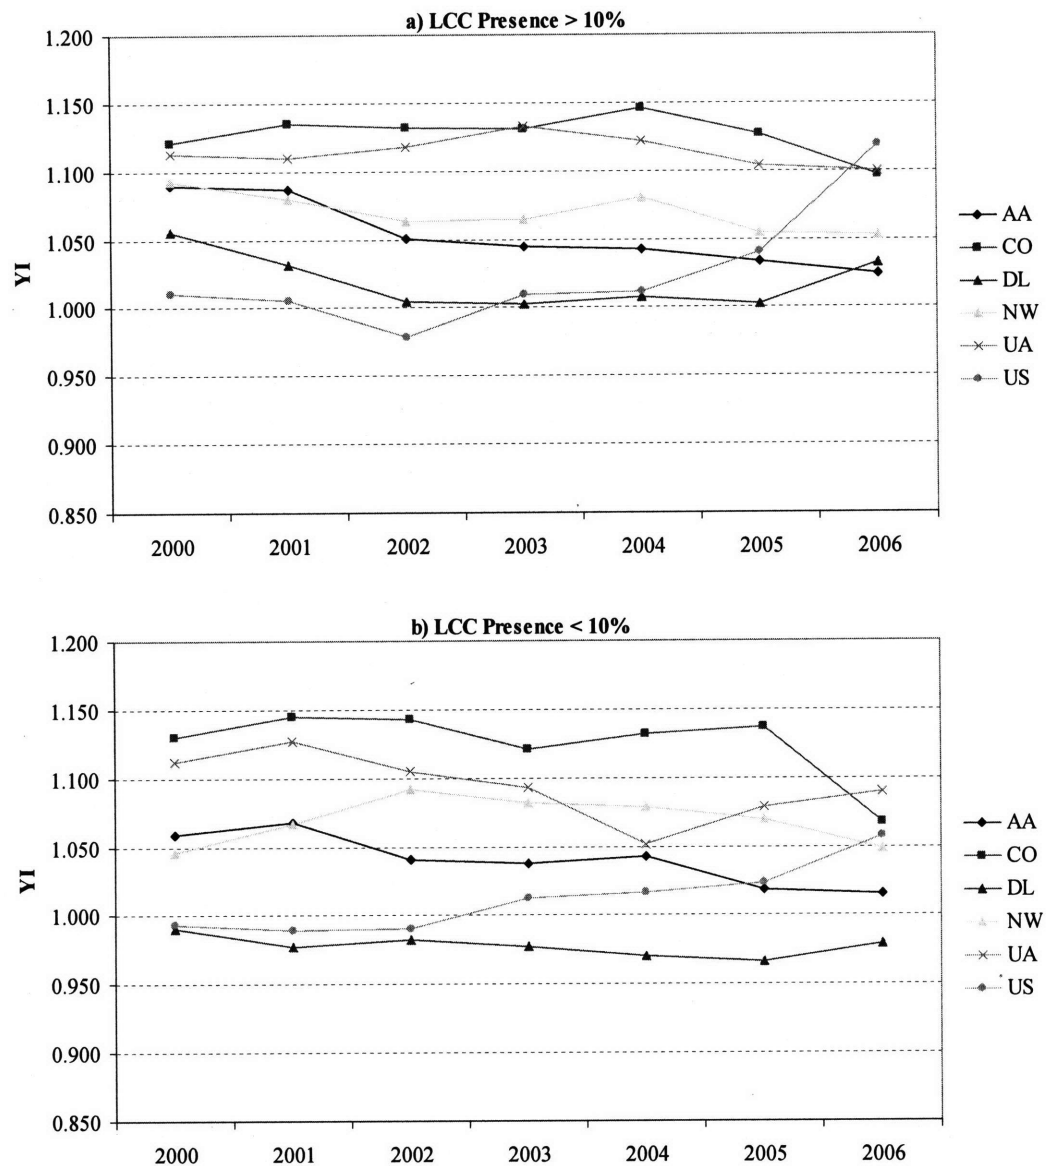 a) LCC Presence > 10%
1.200
1.150
1.100
1.050
1.000
0.950
0.900
0.850
YI
2000 2001 2002 2003 2004 2005 2006
AA
CO
DL
NW
UA
US
b) LCC Presence < 10%
1.200
1.150
1.100
1.050
1.000
0.950
0.900
0.850
YI
2000 2001 2002 2003 2004 2005 2006
AA
CO
DL
NW
UA
US